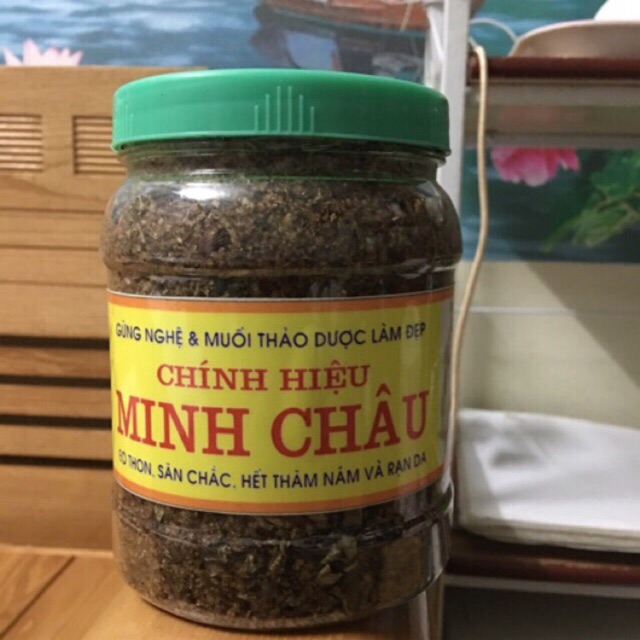 GỪNG NGHỆ & MUỐI THẢO DƯỢC LÀM ĐẸP
CHÍNH HIỆU
MINH CHÂU
EO THON, SĂN CHẮC, HẾT THÂM NÁM VÀ RẠN DA